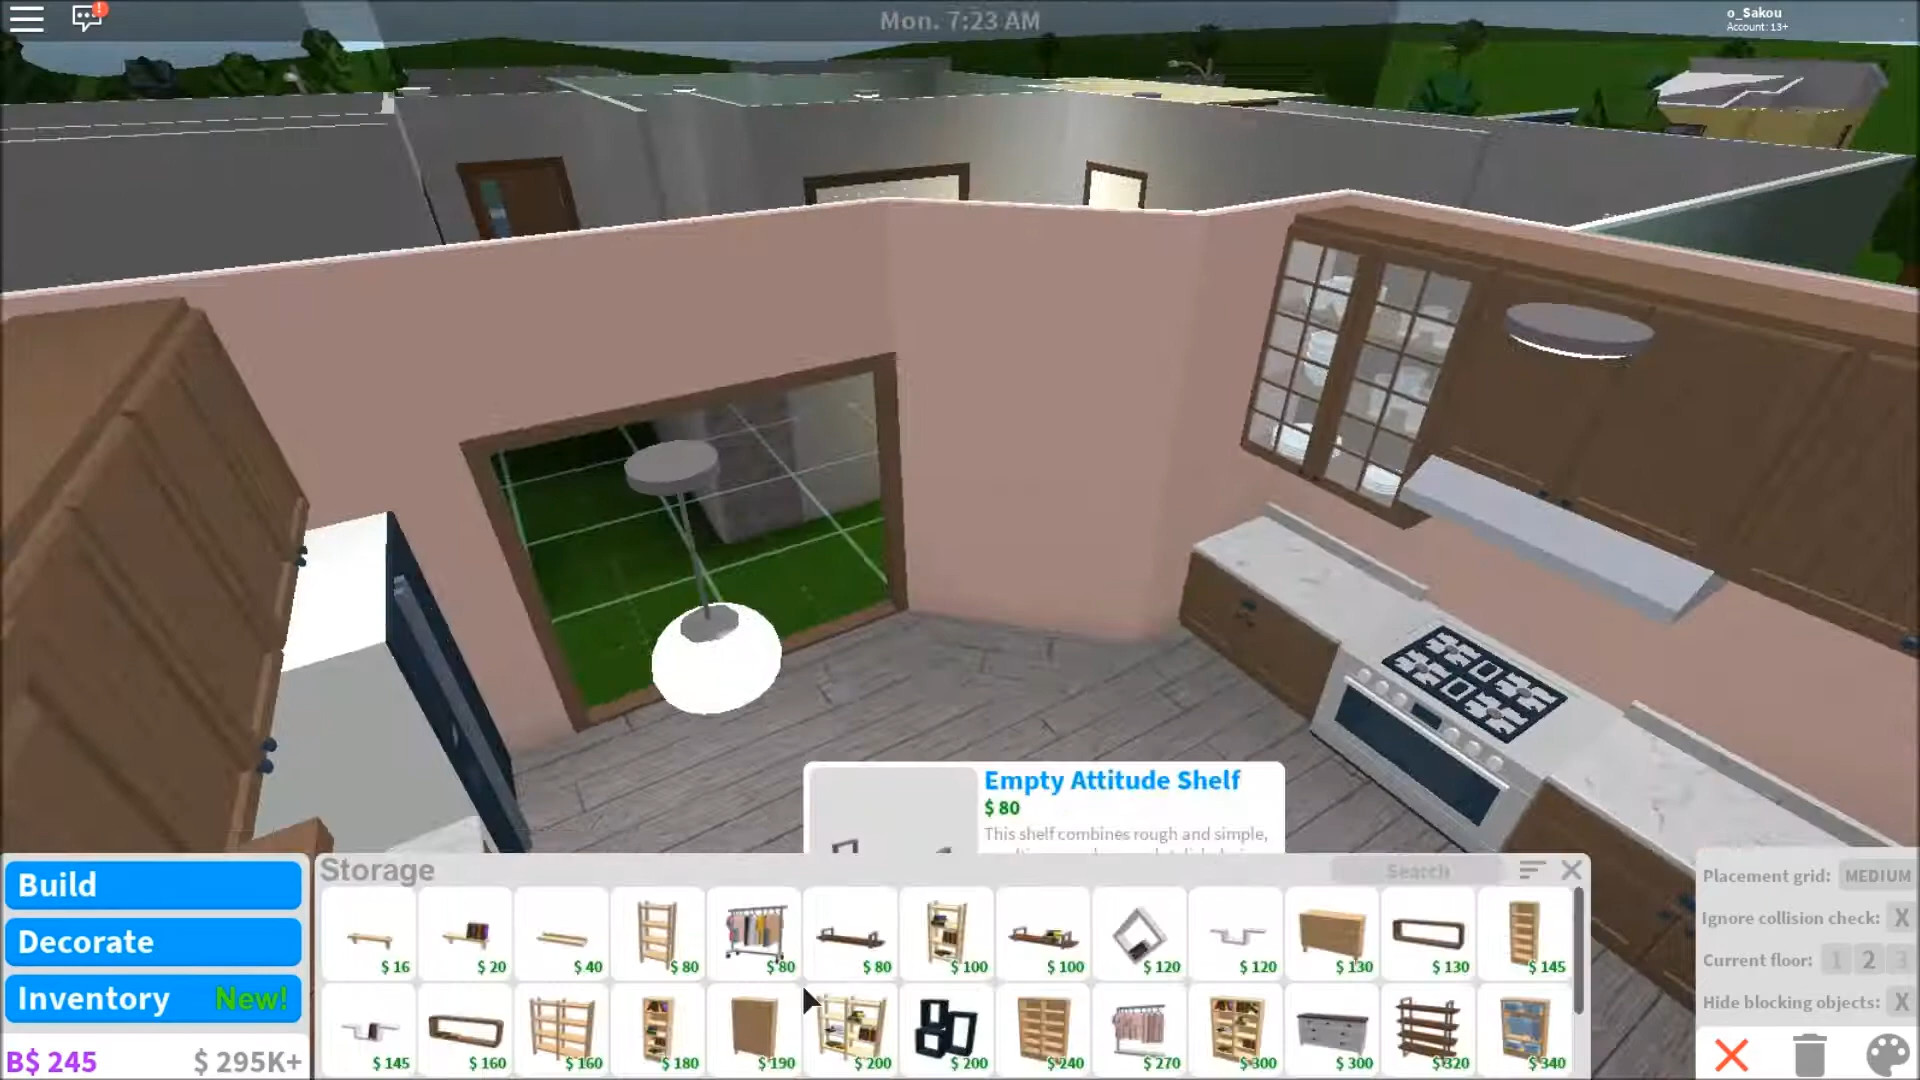 Mon. 7:23 AM
o_Sakou
Account: 13+
Empty Attitude Shelf
$ 80
This shelf combines rough and simple,
Build
Decorate
Inventory New!
B$ 245 $ 295K+
Storage
Search
$ 16 $ 20 $ 40 $ 80 $ 80 $ 80 $ 100 $ 100 $ 120 $ 120 $ 130 $ 130 $ 145
$ 145 $ 160 $ 160 $ 180 $ 190 $ 200 $ 200 $ 240 $ 270 $ 300 $ 300 $ 320 $ 340
Placement grid: MEDIUM
Ignore collision check: X
Current floor: 1 2 3
Hide blocking objects: X